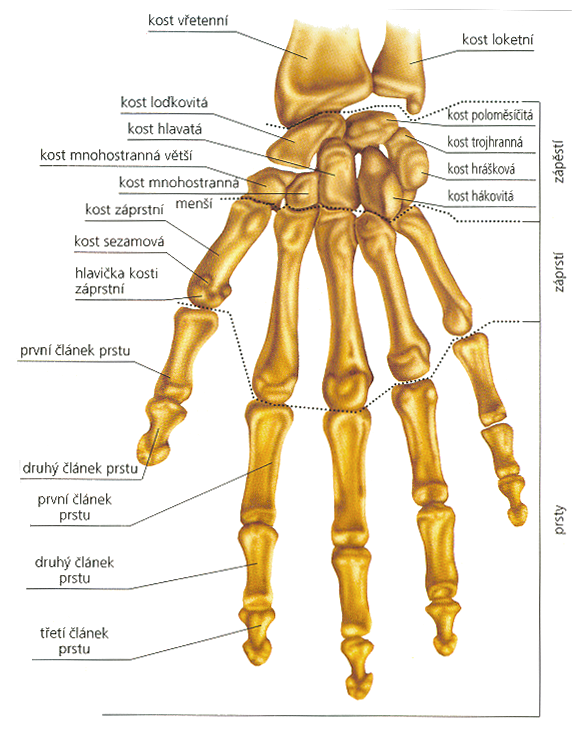 kost vřetenní
kost loketní
kost loďkovitá
kost hlavatá
kost mnohostranná větší
kost mnohostranná
menší
kost záprstní
kost sezamová
hlavička kosti
záprstní
první článek prstu
druhý článek prstu
první článek
prstu
druhý článek
prstu
třetí článek
prstu
kost poloměsíčitá
kost trojhranná
kost hrášková
kost hákovitá
zápěstí
záprstí
prsty